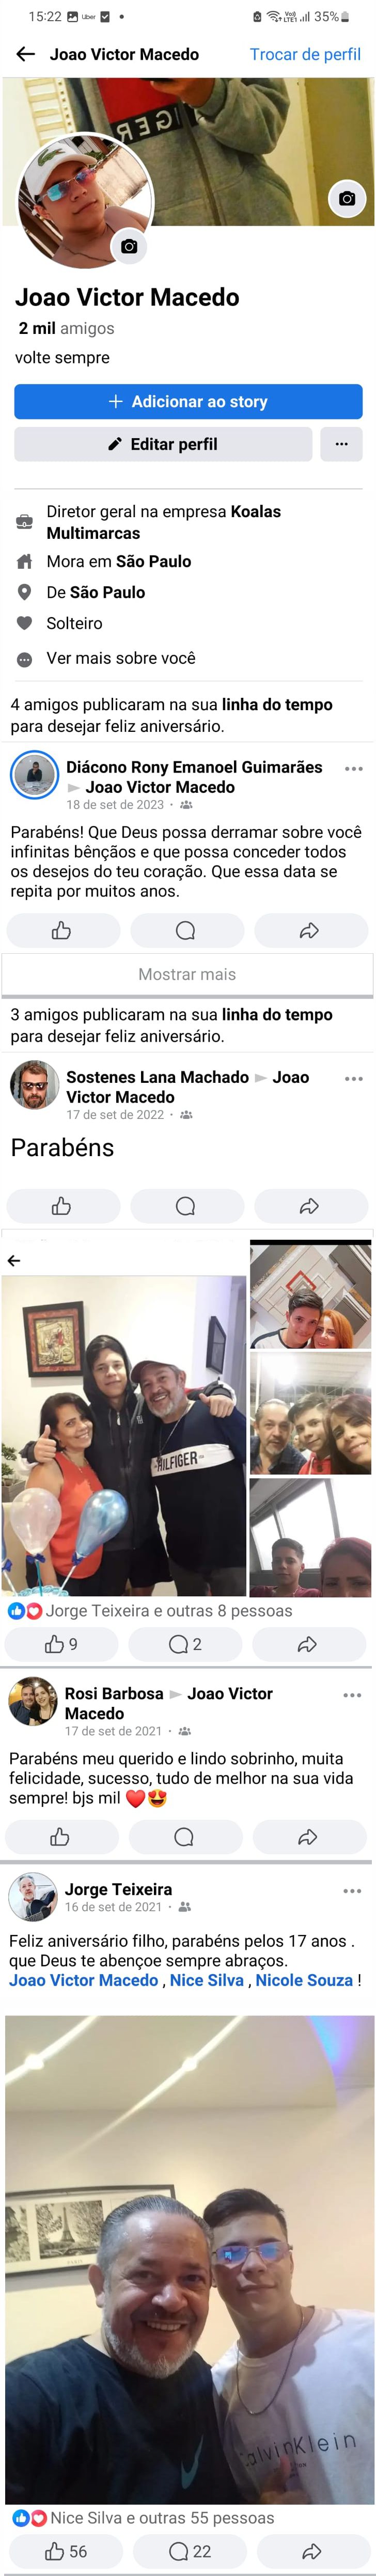 15:22 Uber VoD LTE1 35%
Joao Victor Macedo Trocar de perfil
GER
Joao Victor Macedo
2 mil amigos
volte sempre
+ Adicionar ao story
Editar perfil
Diretor geral na empresa Koalas
Multimarcas
Mora em São Paulo
De São Paulo
Solteiro
Ver mais sobre você
4 amigos publicaram na sua linha do tempo
para desejar feliz aniversário.
Diácono Rony Emanoel Guimarães
Joao Victor Macedo
18 de set de 2023
Parabéns! Que Deus possa derramar sobre você
infinitas bênçãos e que possa conceder todos
os desejos do teu coração. Que essa data se
repita por muitos anos.
Mostrar mais
3 amigos publicaram na sua linha do tempo
para desejar feliz aniversário.
Sostenes Lana Machado Joao
Victor Macedo
17 de set de 2022
Parabéns
HILFIGER
Jorge Teixeira e outras 8 pessoas
9 2
Rosi Barbosa Joao Victor
Macedo
17 de set de 2021
Parabéns meu querido e lindo sobrinho, muita
felicidade, sucesso, tudo de melhor na sua vida
sempre! bjs mil ❤️😍
Jorge Teixeira
16 de set de 2021
Feliz aniversário filho, parabéns pelos 17 anos .
que Deus te abençoe sempre abraços.
Joao Victor Macedo , Nice Silva , Nicole Souza !
CalvinKlein
Nice Silva e outras 55 pessoas
56 22